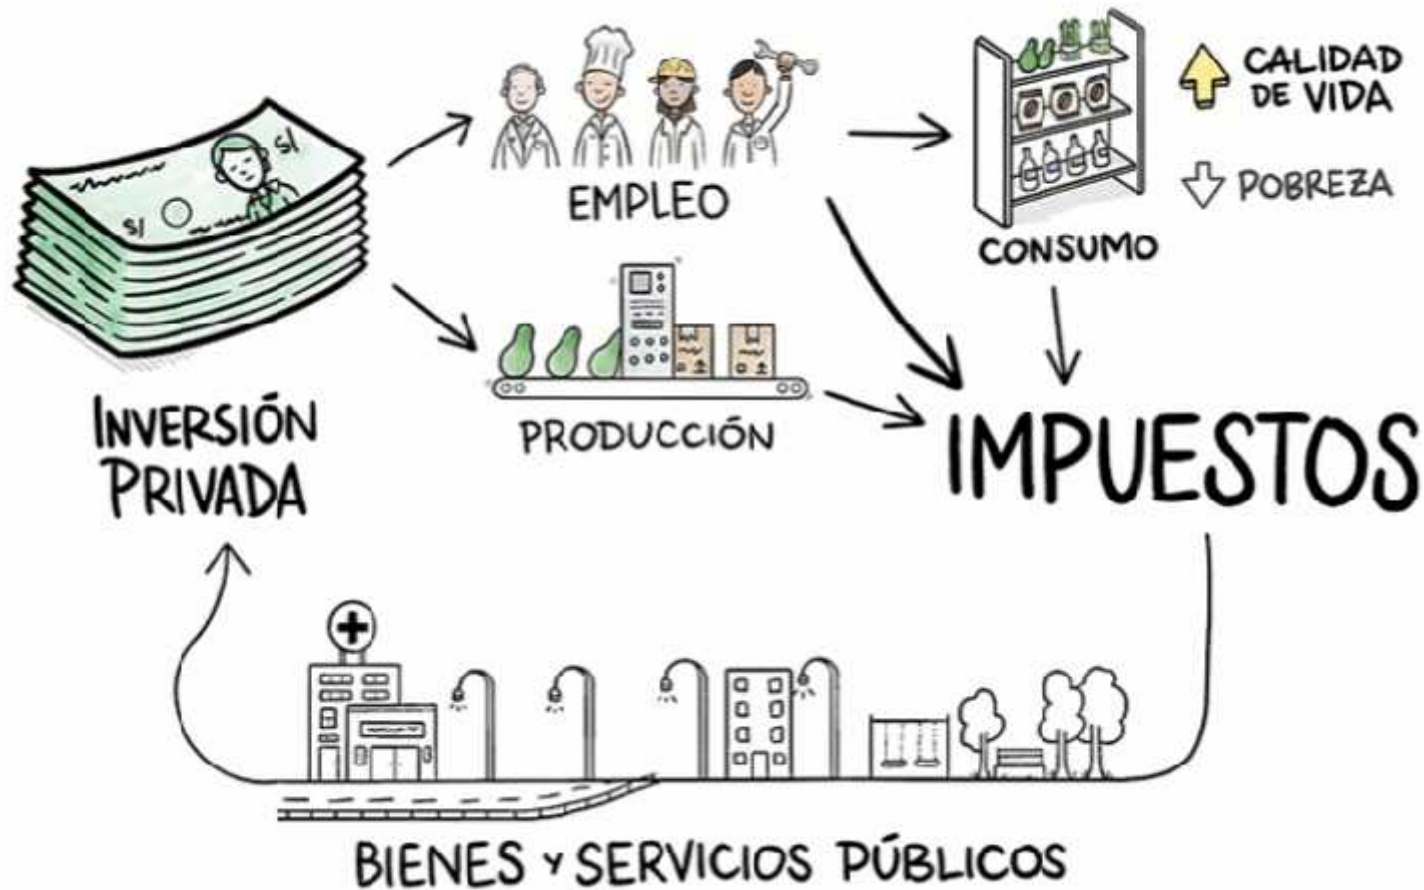 S/
S/
EMPLEO
CALIDAD
DE VIDA
POBREZA
CONSUMO
INVERSIÓN
PRIVADA
PRODUCCIÓN
IMPUESTOS
BIENES Y SERVICIOS PÚBLICOS